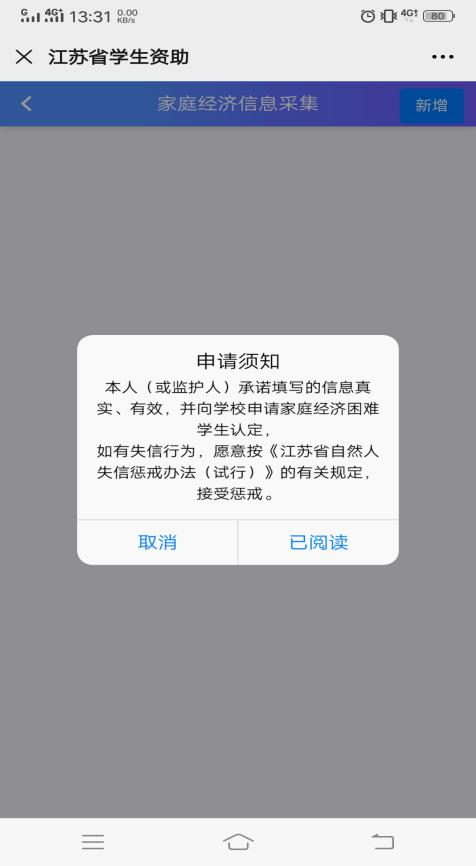 G 4G+ 13:31 0.00 KB/s 4G+ 80
江苏省学生资助
家庭经济信息采集 新增
申请须知
本人（或监护人）承诺填写的信息真
实、有效，并向学校申请家庭经济困难
学生认定，
如有失信行为，愿意按《江苏省自然人
失信惩戒办法（试行）》的有关规定，
接受惩戒。
取消 已阅读